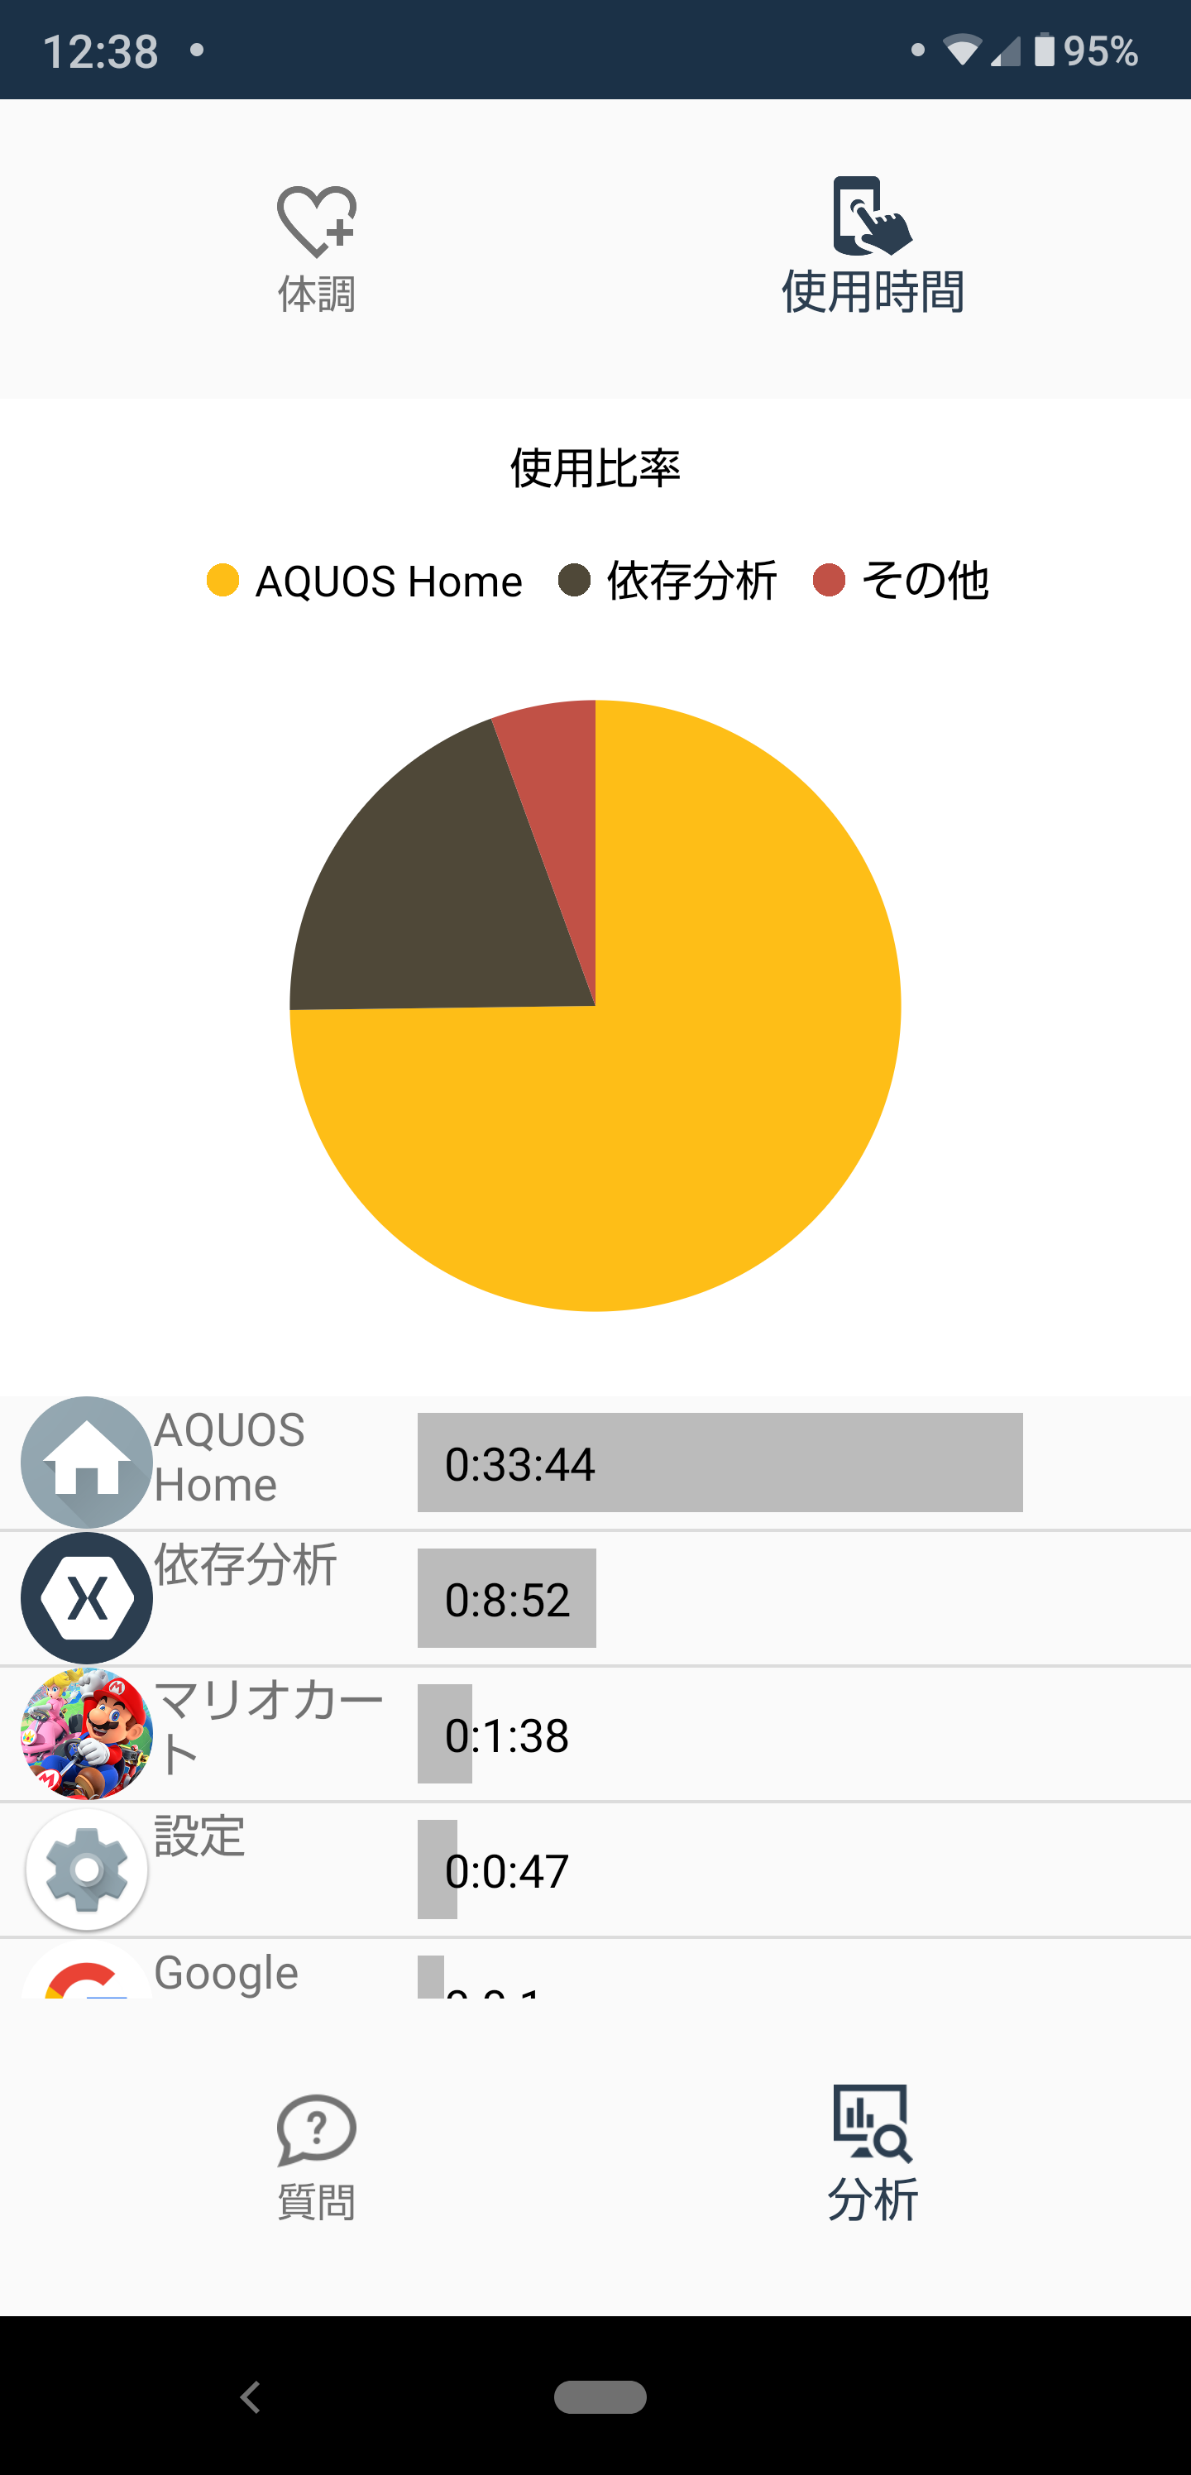 12:38
95%
体調
使用時間
使用比率
AQUOS Home 依存分析 その他
AQUOS
Home
0:33:44
依存分析
0:8:52
マリオカー
ト
0:1:38
設定
0:0:47
Google
質問
分析